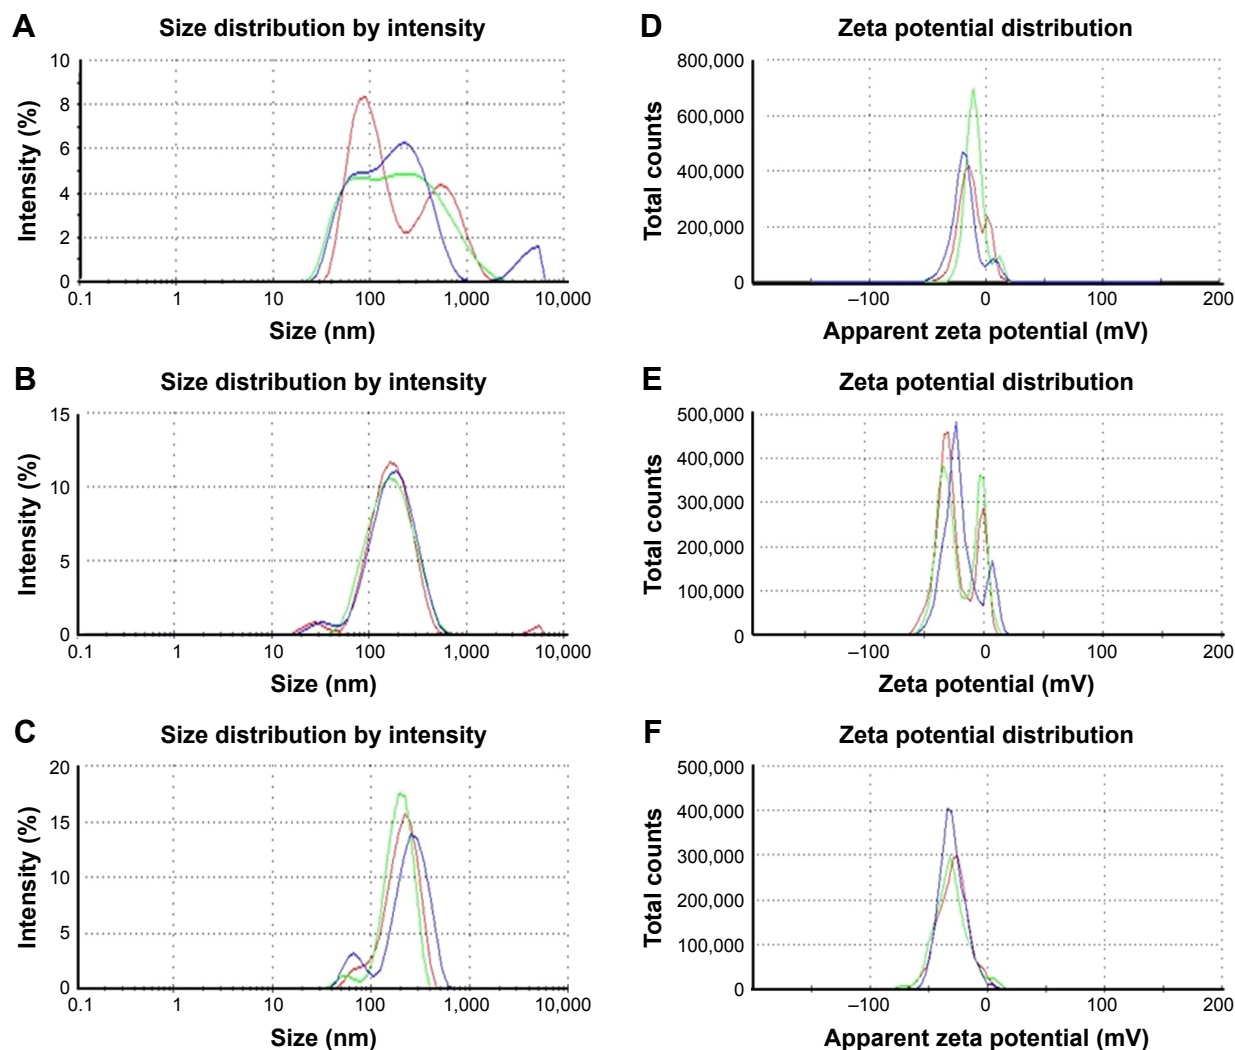 A Size distribution by intensity
10
8
6
4
2
0
Intensity (%)
0.1 1 10 100 1,000 10,000
Size (nm)
D Zeta potential distribution
800,000
600,000
400,000
200,000
0
Total counts
–100 0 100 200
Apparent zeta potential (mV)
B Size distribution by intensity
15
10
5
0
Intensity (%)
0.1 1 10 100 1,000 10,000
Size (nm)
E Zeta potential distribution
500,000
400,000
300,000
200,000
100,000
0
Total counts
–100 0 100 200
Zeta potential (mV)
C Size distribution by intensity
20
15
10
5
0
Intensity (%)
0.1 1 10 100 1,000 10,000
Size (nm)
F Zeta potential distribution
500,000
400,000
300,000
200,000
100,000
0
Total counts
–100 0 100 200
Apparent zeta potential (mV)